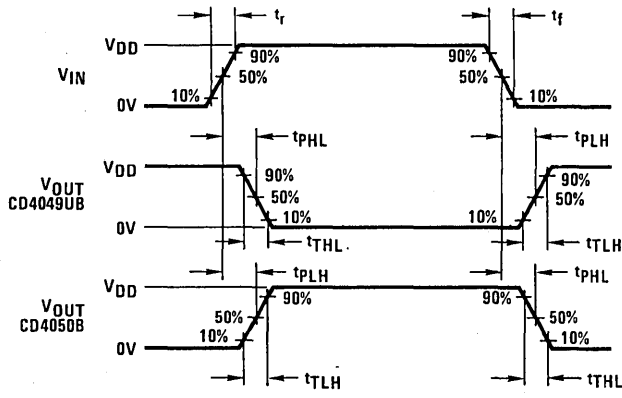 tr tf
VDD 90% 90%
VIN 50% 50%
10% 10%
0V
tPHL tPLH
VDD 90% 90%
VOUT 50% 50%
CD4049UB
10% 10%
0V
tTHL tTLH
tPLH tPHL
VDD 90% 90%
VOUT 50% 50%
CD4050B
10% 10%
0V
tTLH tTHL